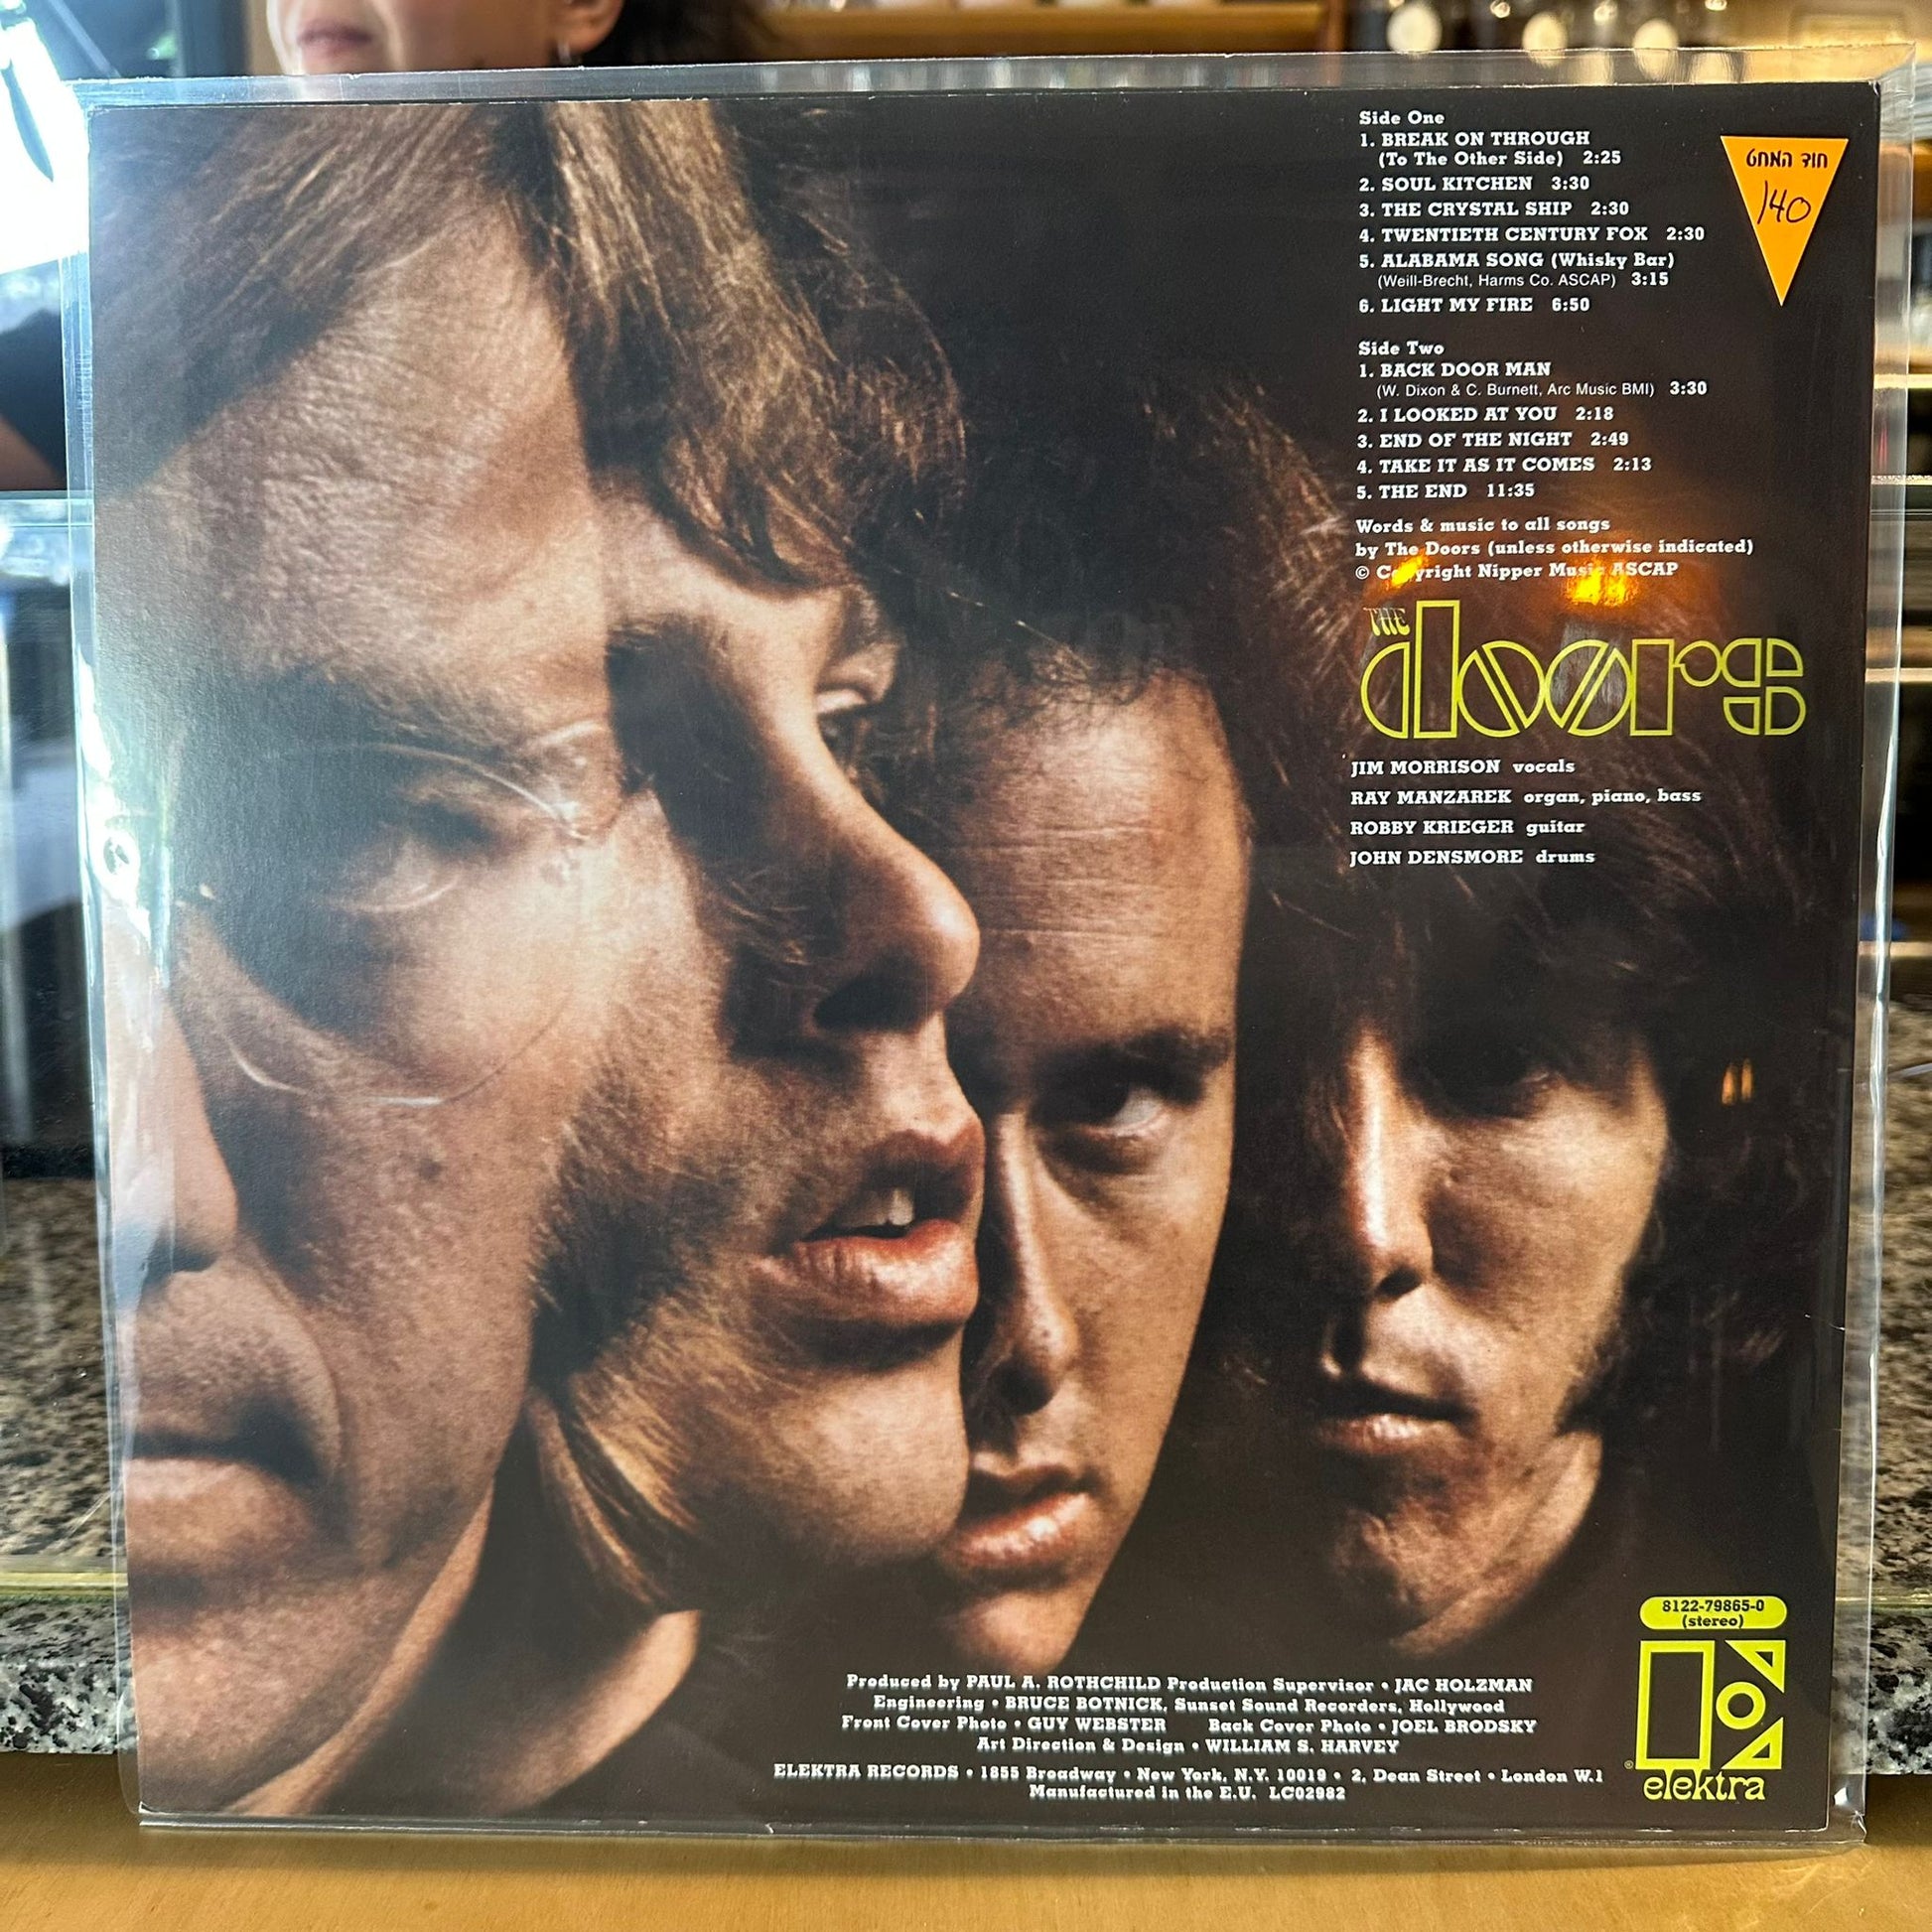 Side One
1. BREAK ON THROUGH
(To The Other Side) 2:25
2. SOUL KITCHEN 3:30
3. THE CRYSTAL SHIP 2:30
4. TWENTIETH CENTURY FOX 2:30
5. ALABAMA SONG (Whisky Bar)
(Weill-Brecht, Harms Co. ASCAP) 3:15
6. LIGHT MY FIRE 6:50
חוד המחט
140
Side Two
1. BACK DOOR MAN
(W. Dixon & C. Burnett, Arc Music BMI) 3:30
2. I LOOKED AT YOU 2:18
3. END OF THE NIGHT 2:49
4. TAKE IT AS IT COMES 2:13
5. THE END 11:35
Words & music to all songs
by The Doors (unless otherwise indicated)
© Copyright Nipper Music ASCAP
THE
doors
JIM MORRISON vocals
RAY MANZAREK organ, piano, bass
ROBBY KRIEGER guitar
JOHN DENSMORE drums
8122-79865-0
(stereo)
Produced by PAUL A. ROTHCHILD Production Supervisor • JAC HOLZMAN
Engineering • BRUCE BOTNICK, Sunset Sound Recorders, Hollywood
Front Cover Photo • GUY WEBSTER Back Cover Photo • JOEL BRODSKY
Art Direction & Design • WILLIAM S. HARVEY
ELEKTRA RECORDS • 1855 Broadway • New York, N.Y. 10019 • 2, Dean Street • London W.1
Manufactured in the E.U. LC02982
® elektra